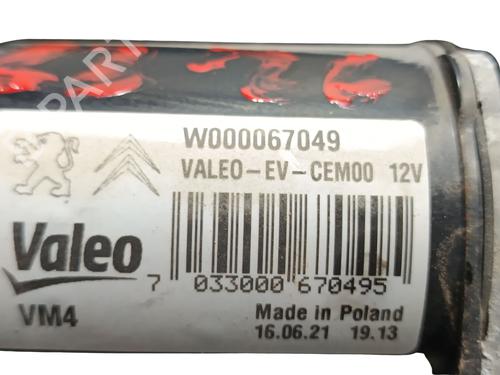 W000067049
VALEO-EV-CEM00 12V
Valeo
7 033000 670495
VM4
Made in Poland
16.06.21 19.13